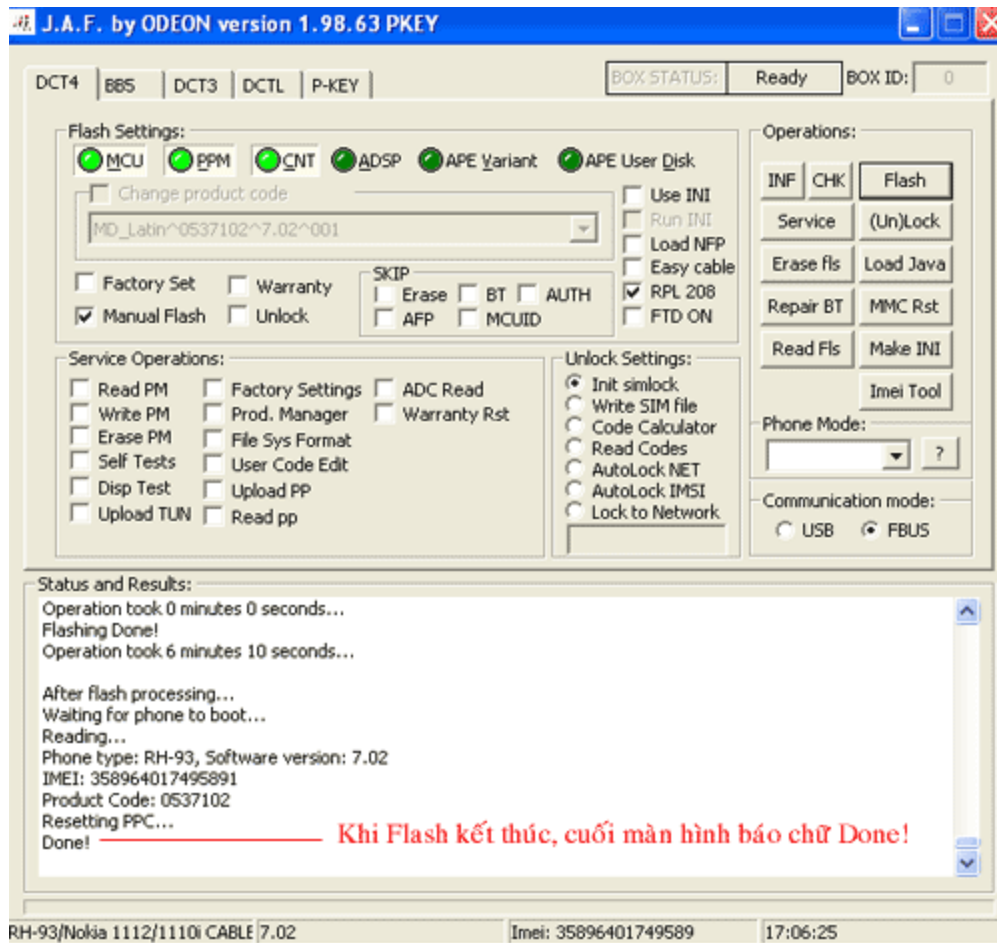 J.A.F. by ODEON version 1.98.63 PKEY
DCT4 BB5 DCT3 DCTL P-KEY
BOX STATUS: Ready BOX ID: 0
Flash Settings:
MCU PPM CNT ADSP APE Variant APE User Disk
Change product code
MD_Latin^0537102^7.02^001
Use INI
Run INI
Load NFP
Easy cable
RPL 208
FTD ON
Factory Set Warranty
Manual Flash Unlock
SKIP
Erase BT AUTH
AFP MCUID
Operations:
INF CHK Flash
Service (Un)Lock
Erase fls Load Java
Repair BT MMC Rst
Read Fls Make INI
Imei Tool
Phone Mode:
?
Communication mode:
USB FBUS
Service Operations:
Read PM Factory Settings ADC Read
Write PM Prod. Manager Warranty Rst
Erase PM File Sys Format
Self Tests User Code Edit
Disp Test Upload PP
Upload TUN Read pp
Unlock Settings:
Init simlock
Write SIM file
Code Calculator
Read Codes
AutoLock NET
AutoLock IMSI
Lock to Network
Status and Results:
Operation took 0 minutes 0 seconds...
Flashing Done!
Operation took 6 minutes 10 seconds...
After flash processing...
Waiting for phone to boot...
Reading...
Phone type: RH-93, Software version: 7.02
IMEI: 358964017495891
Product Code: 0537102
Resetting PPC...
Done!
Khi Flash kết thúc, cuối màn hình báo chữ Done!
RH-93/Nokia 1112/1110i CABLE 7.02 Imei: 35896401749589 17:06:25